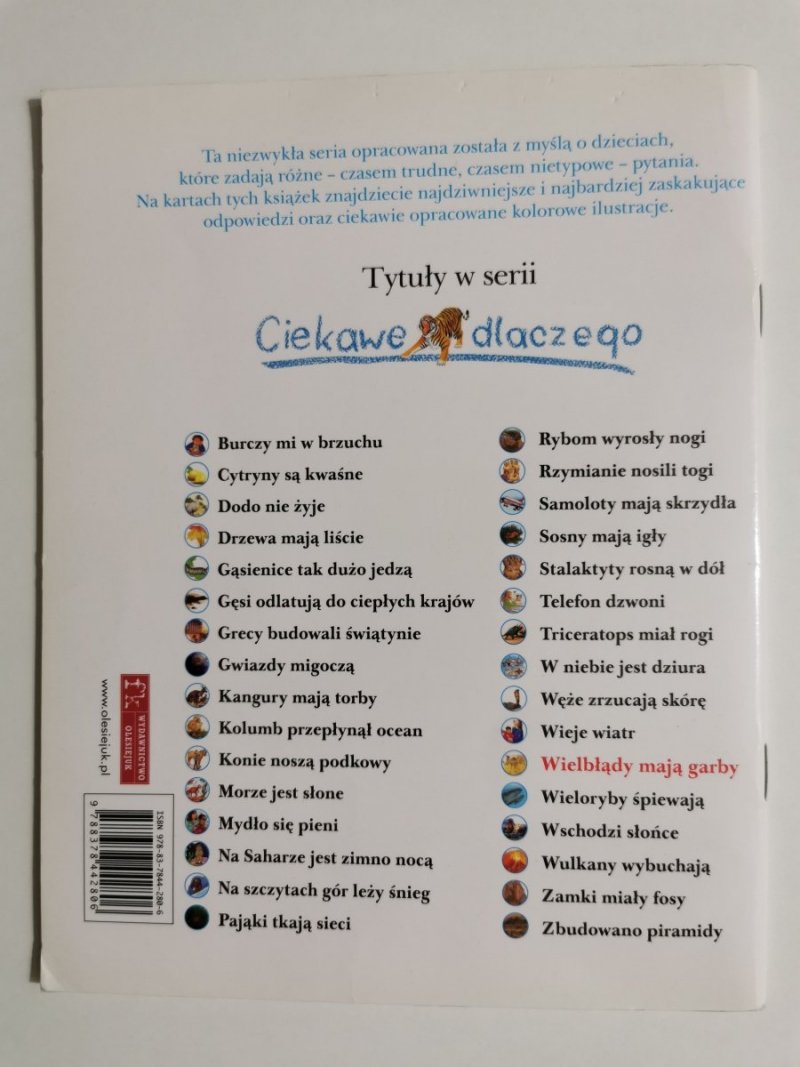 Ta niezwykła seria opracowana została z myślą o dzieciach,
które zadają różne – czasem trudne, czasem nietypowe – pytania.
Na kartach tych książek znajdziecie najdziwniejsze i najbardziej zaskakujące
odpowiedzi oraz ciekawie opracowane kolorowe ilustracje.
Tytuły w serii
Ciekawe dlaczego
Burczy mi w brzuchu
Cytryny są kwaśne
Dodo nie żyje
Drzewa mają liście
Gąsienice tak dużo jedzą
Gęsi odlatują do ciepłych krajów
Grecy budowali świątynie
Gwiazdy migoczą
Kangury mają torby
Kolumb przepłynął ocean
Konie noszą podkowy
Morze jest słone
Mydło się pieni
Na Saharze jest zimno nocą
Na szczytach gór leży śnieg
Pająki tkają sieci
Rybom wyrosły nogi
Rzymianie nosili togi
Samoloty mają skrzydła
Sosny mają igły
Stalaktyty rosną w dół
Telefon dzwoni
Triceratops miał rogi
W niebie jest dziura
Węże zrzucają skórę
Wieje wiatr
Wielbłądy mają garby
Wieloryby śpiewają
Wschodzi słońce
Wulkany wybuchają
Zamki miały fosy
Zbudowano piramidy
WYDAWNICTWO
OLESIEJUK
www.olesiejuk.pl
ISBN 978-83-7844-280-6
9 788378 442806